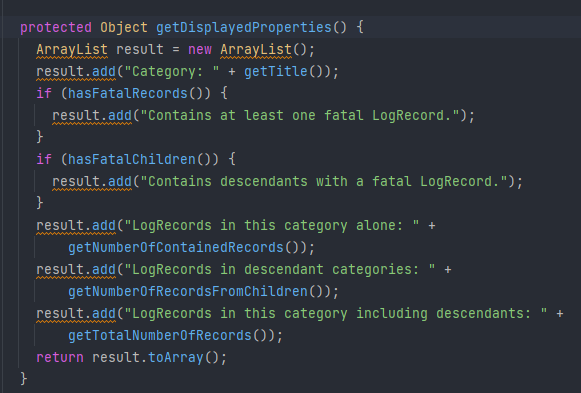 protected Object getDisplayedProperties() {
  ArrayList result = new ArrayList();
  result.add("Category: " + getTitle());
  if (hasFatalRecords()) {
    result.add("Contains at least one fatal LogRecord.");
  }
  if (hasFatalChildren()) {
    result.add("Contains descendants with a fatal LogRecord.");
  }
  result.add("LogRecords in this category alone: " +
      getNumberOfContainedRecords());
  result.add("LogRecords in descendant categories: " +
      getNumberOfRecordsFromChildren());
  result.add("LogRecords in this category including descendants: " +
      getTotalNumberOfRecords());
  return result.toArray();
}